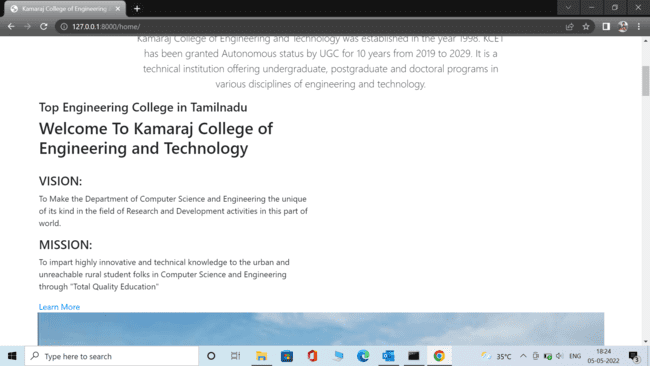 Kamaraj College of Engineering and Techn
127.0.0.1:8000/home/
Kamaraj College of Engineering and Technology was established in the year 1998. KCET
has been granted Autonomous status by UGC for 10 years from 2019 to 2029. It is a
technical institution offering undergraduate, postgraduate and doctoral programs in
various disciplines of engineering and technology.
Top Engineering College in Tamilnadu
Welcome To Kamaraj College of
Engineering and Technology
VISION:
To Make the Department of Computer Science and Engineering the unique
of its kind in the field of Research and Development activities in this part of
world.
MISSION:
To impart highly innovative and technical knowledge to the urban and
unreachable rural student folks in Computer Science and Engineering
through "Total Quality Education"
Learn More
Type here to search
35°C
ENG
18:24
05-05-2022
3